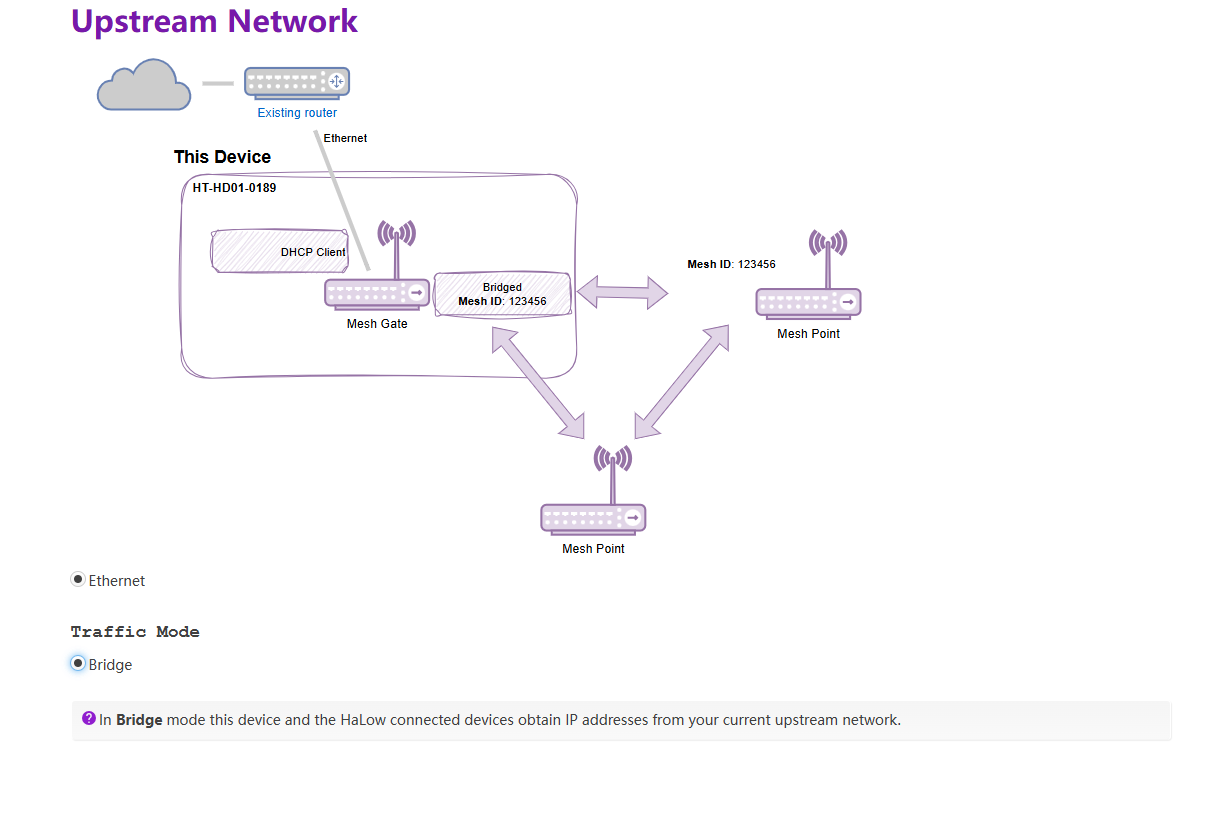 Upstream Network
Existing router
Ethernet
This Device
HT-HD01-0189
DHCP Client
Bridged
Mesh ID: 123456
Mesh Gate
Mesh ID: 123456
Mesh Point
Mesh Point
Ethernet
Traffic Mode
Bridge
? In Bridge mode this device and the HaLow connected devices obtain IP addresses from your current upstream network.